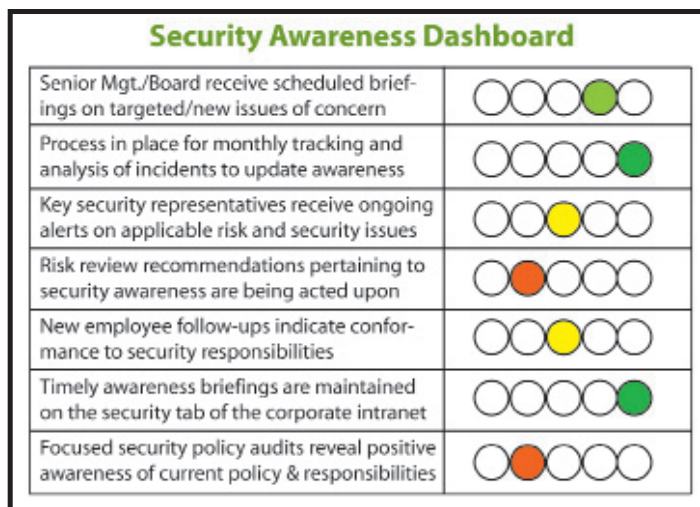 Security Awareness Dashboard
Senior Mgt./Board receive scheduled brief-
ings on targeted/new issues of concern
Process in place for monthly tracking and
analysis of incidents to update awareness
Key security representatives receive ongoing
alerts on applicable risk and security issues
Risk review recommendations pertaining to
security awareness are being acted upon
New employee follow-ups indicate confor-
mance to security responsibilities
Timely awareness briefings are maintained
on the security tab of the corporate intranet
Focused security policy audits reveal positive
awareness of current policy & responsibilities